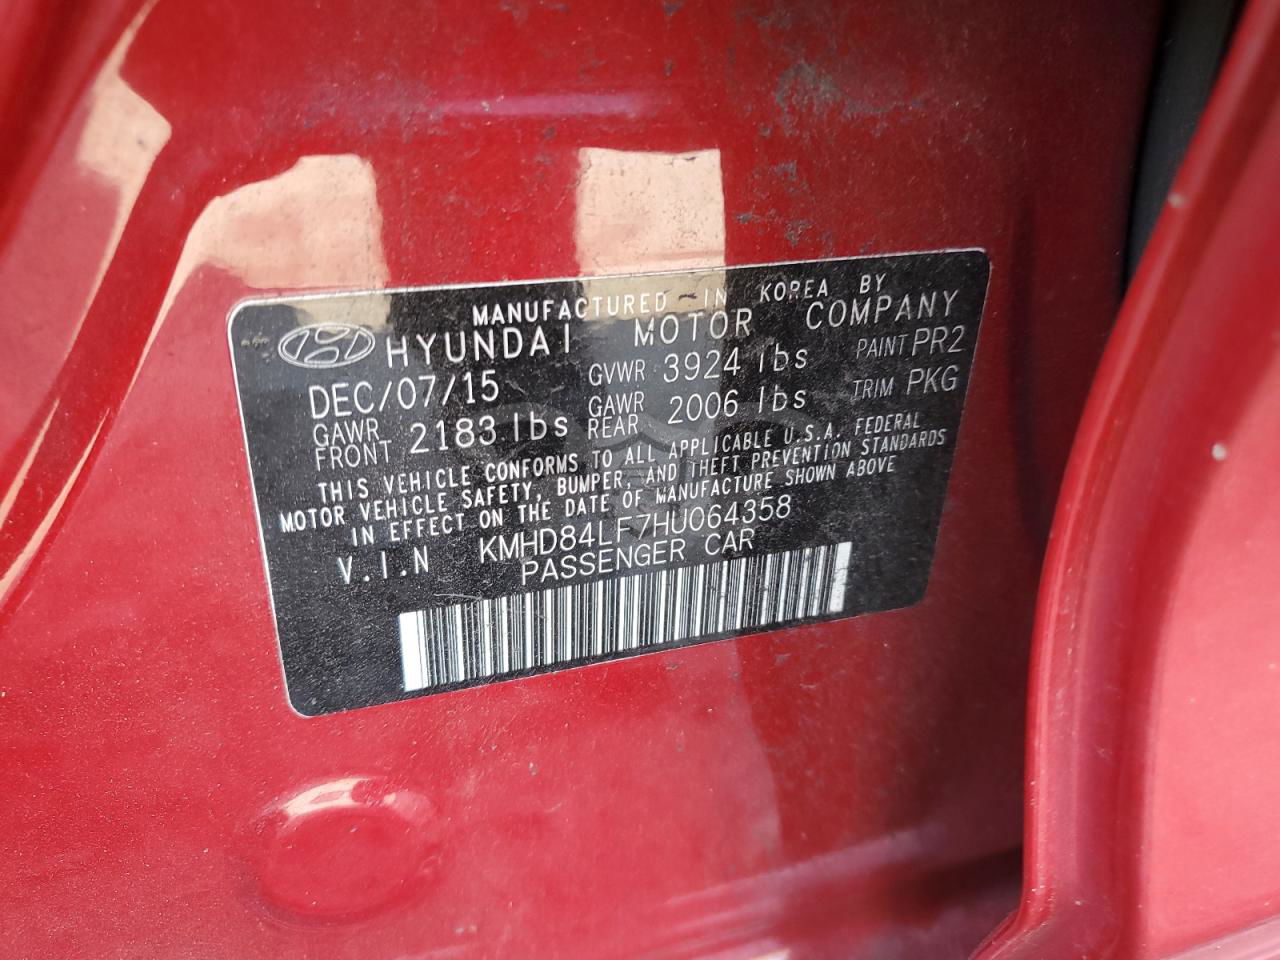 MANUFACTURED IN KOREA BY
HYUNDAI MOTOR COMPANY
DEC/07/15 GVWR 3924 lbs PAINT PR2
GAWR FRONT 2183 lbs GAWR REAR 2006 lbs TRIM PKG
THIS VEHICLE CONFORMS TO ALL APPLICABLE U.S.A. FEDERAL
MOTOR VEHICLE SAFETY, BUMPER, AND THEFT PREVENTION STANDARDS
IN EFFECT ON THE DATE OF MANUFACTURE SHOWN ABOVE
V.I.N KMHD84LF7HU064358
PASSENGER CAR